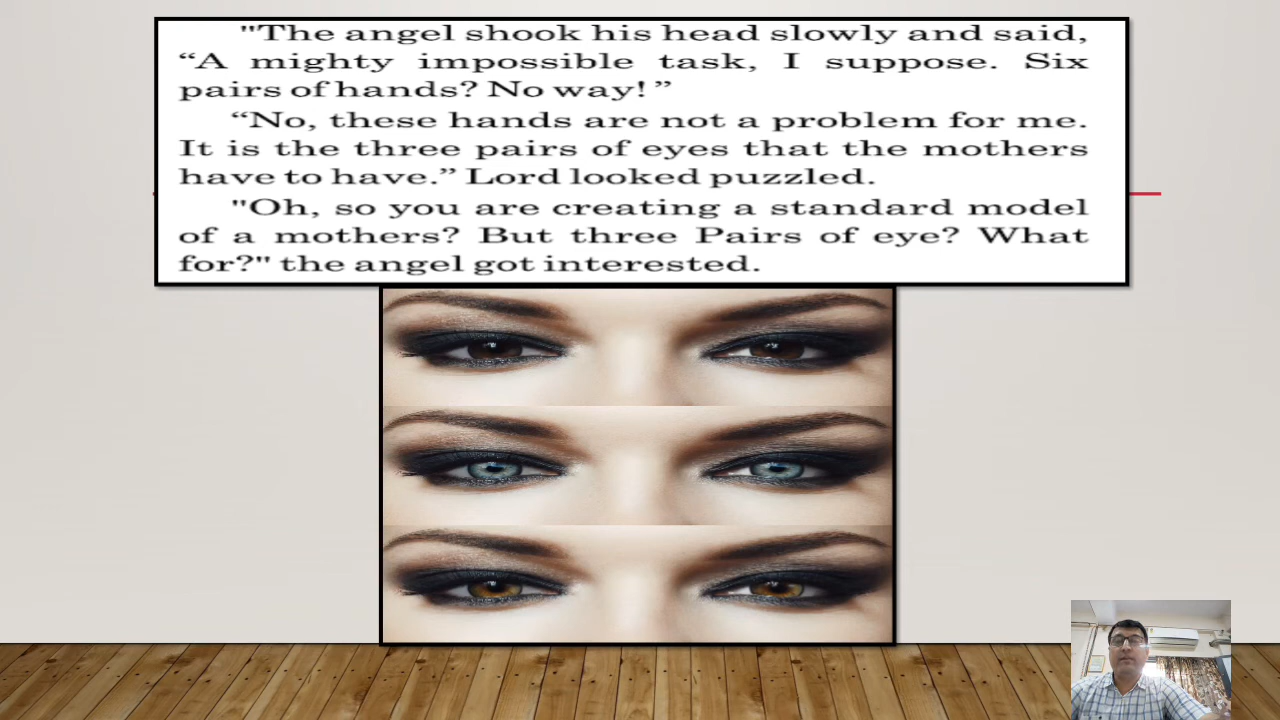 "The angel shook his head slowly and said,
“A mighty impossible task, I suppose. Six
pairs of hands? No way! ”
“No, these hands are not a problem for me.
It is the three pairs of eyes that the mothers
have to have.” Lord looked puzzled.
"Oh, so you are creating a standard model
of a mothers? But three Pairs of eye? What
for?" the angel got interested.